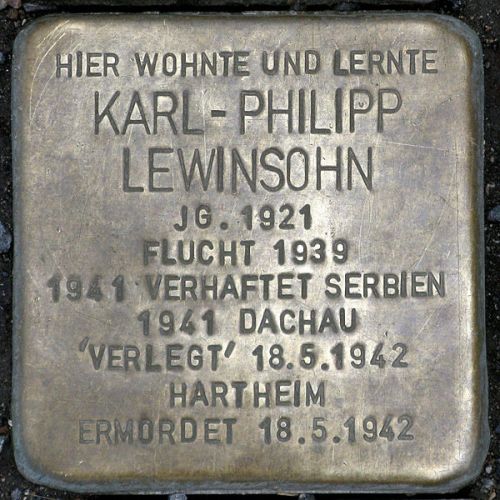 HIER WOHNTE UND LERNTE
KARL-PHILIPP
LEWINSOHN
JG. 1921
FLUCHT 1939
1941 VERHAFTET SERBIEN
1941 DACHAU
'VERLEGT' 18.5.1942
HARTHEIM
ERMORDET 18.5.1942